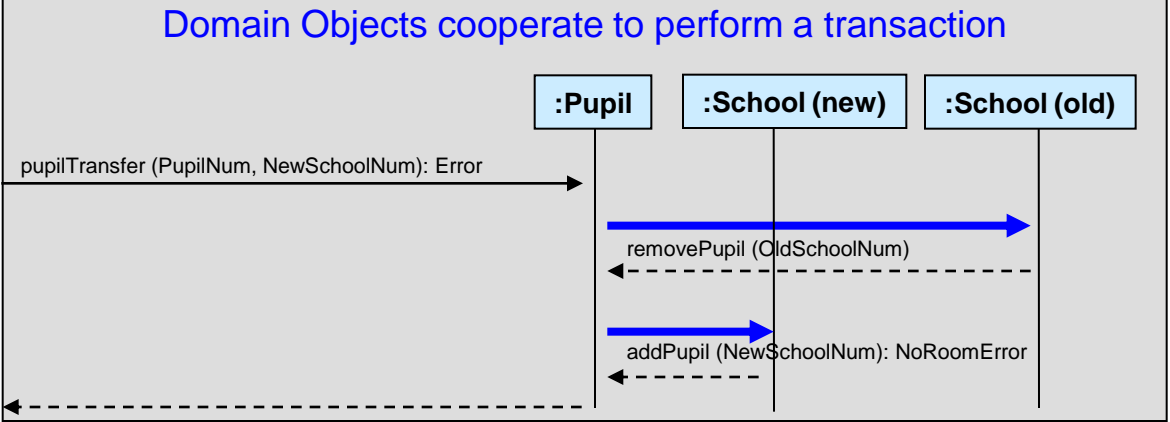 Domain Objects cooperate to perform a transaction
:Pupil
:School (new)
:School (old)
pupilTransfer (PupilNum, NewSchoolNum): Error
removePupil (OldSchoolNum)
addPupil (NewSchoolNum): NoRoomError